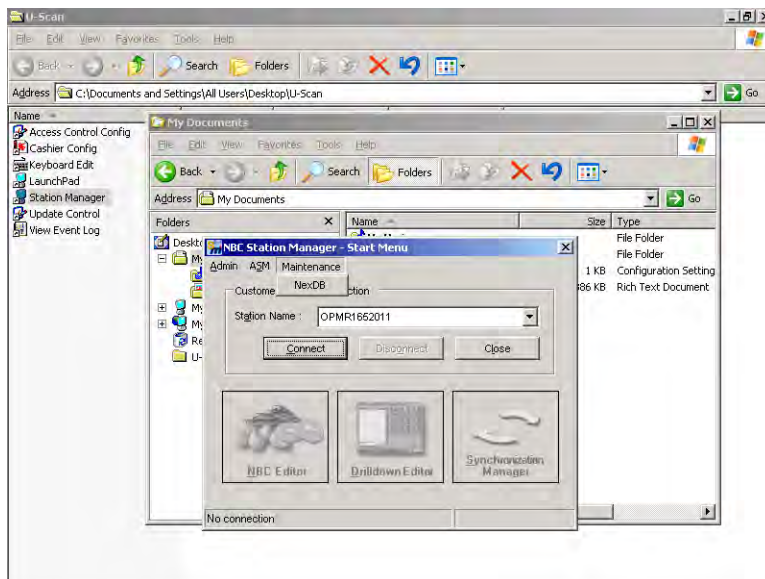 U-Scan
File Edit View Favorites Tools Help
Back Search Folders
Address C:\Documents and Settings\All Users\Desktop\U-Scan Go
Name
Access Control Config
Cashier Config
Keyboard Edit
LaunchPad
Station Manager
Update Control
View Event Log
My Documents
File Edit View Favorites Tools Help
Back Search Folders
Address My Documents Go
Folders Name Size Type
File Folder
File Folder
1 KB Configuration Setting
Rich Text Document
NBC Station Manager - Start Menu
Admin ASM Maintenance
NexDB
Station Name : OPMR1652011
Connect Disconnect Close
NBC Editor Drilldown Editor Synchronization
Manager
No connection